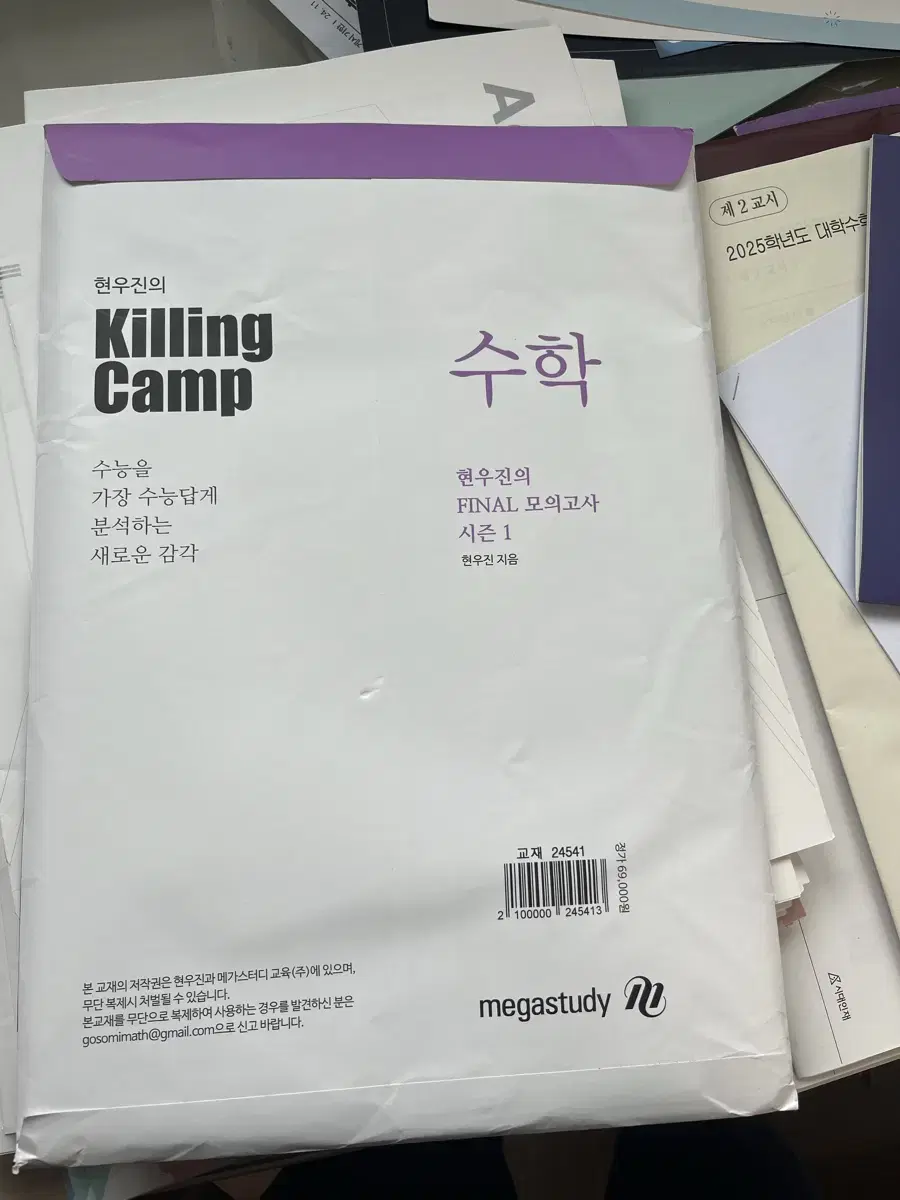 현우진의
Killing
Camp
수능을
가장 수능답게
분석하는
새로운 감각
수학
현우진의
FINAL 모의고사
시즌 1
현우진 지음
교재 24541
2 100000 245413
정가 69,000원
본 교재의 저작권은 현우진과 메가스터디 교육(주)에 있으며,
무단 복제시 처벌될 수 있습니다.
본교재를 무단으로 복제하여 사용하는 경우를 발견하신 분은
gosomimath@gmail.com으로 신고 바랍니다.
megastudy
제 2 교시
2025학년도 대학수학
시대인재
A
24. 11